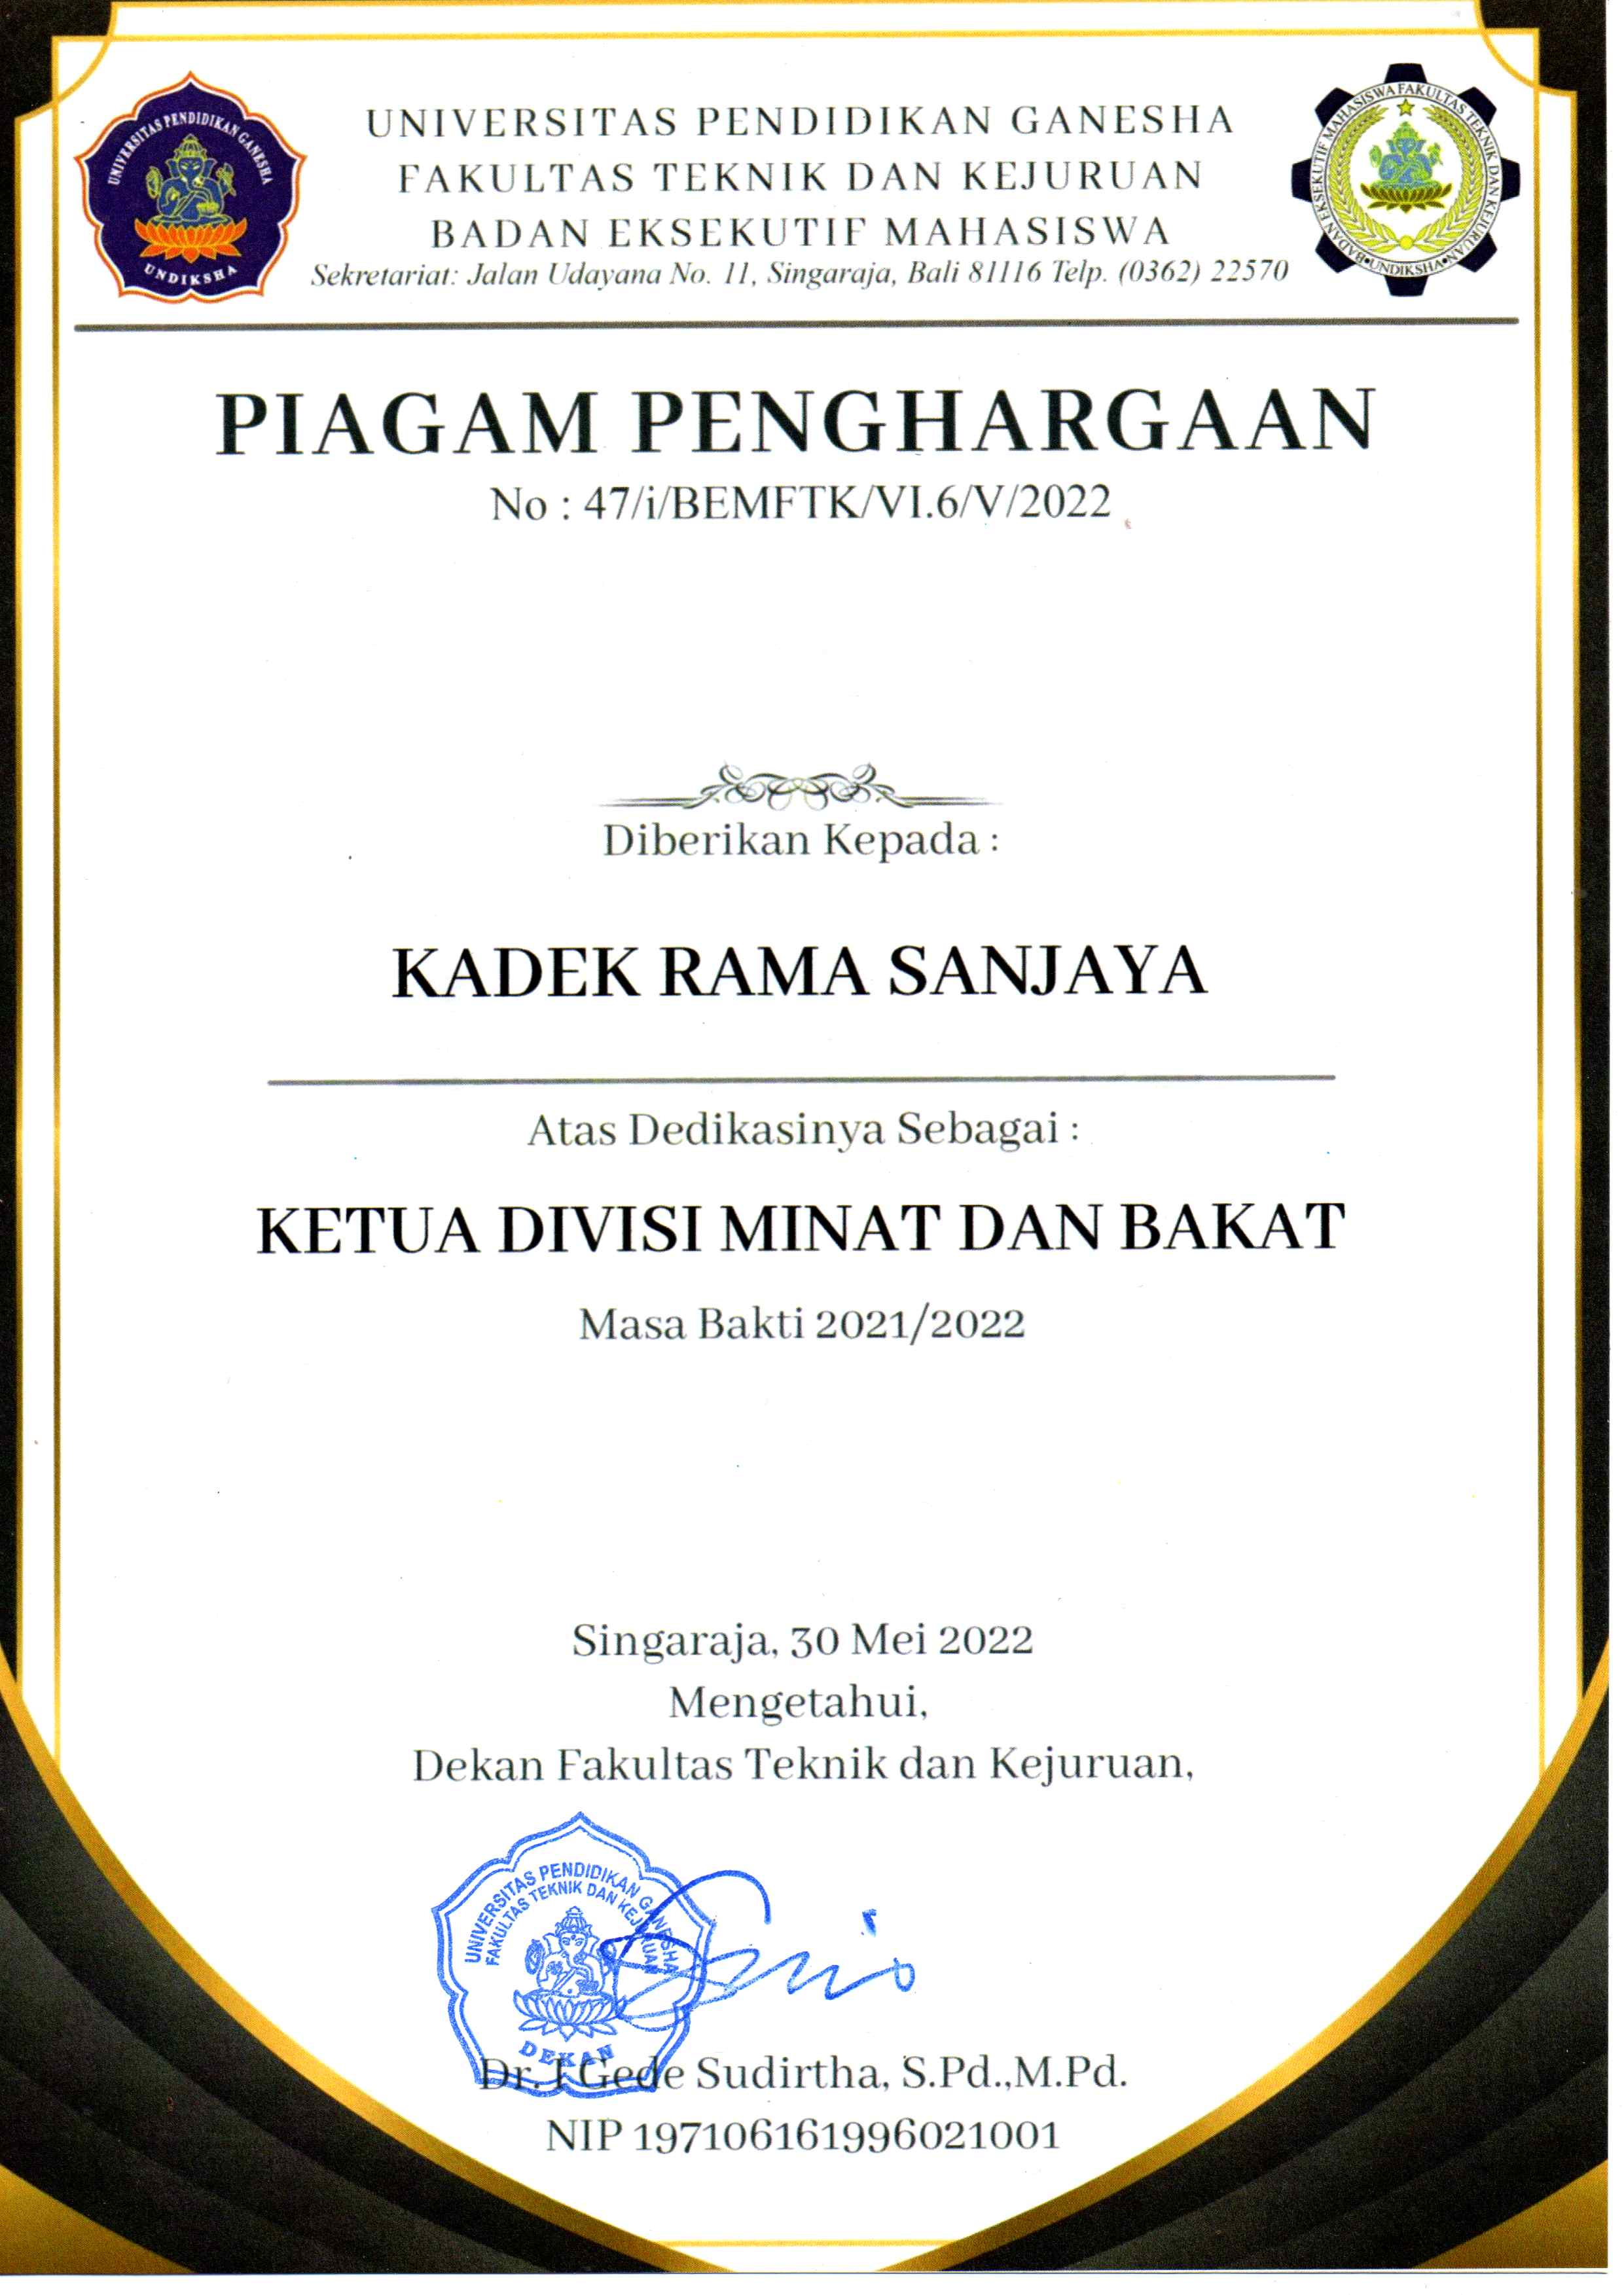 UNIVERSITAS PENDIDIKAN GANESHA
UNDIKSHA
UNIVERSITAS PENDIDIKAN GANESHA
FAKULTAS TEKNIK DAN KEJURUAN
BADAN EKSEKUTIF MAHASISWA
Sekretariat: Jalan Udayana No. 11, Singaraja, Bali 81116 Telp. (0362) 22570
BADAN EKSEKUTIF MAHASISWA FAKULTAS TEKNIK DAN KEJURUAN
UNDIKSHA
PIAGAM PENGHARGAAN
No : 47/i/BEMFTK/VI.6/V/2022
Diberikan Kepada :
KADEK RAMA SANJAYA
Atas Dedikasinya Sebagai :
KETUA DIVISI MINAT DAN BAKAT
Masa Bakti 2021/2022
Singaraja, 30 Mei 2022
Mengetahui,
Dekan Fakultas Teknik dan Kejuruan,
UNIVERSITAS PENDIDIKAN GANESHA
FAKULTAS TEKNIK DAN KEJURUAN
DEKAN
Dr. I Gede Sudirtha, S.Pd.,M.Pd.
NIP 197106161996021001